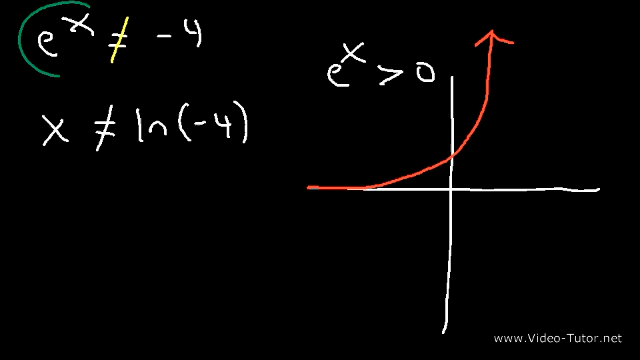 e^x ≠ -4
x ≠ ln(-4)
e^x > 0
www.Video-Tutor.net